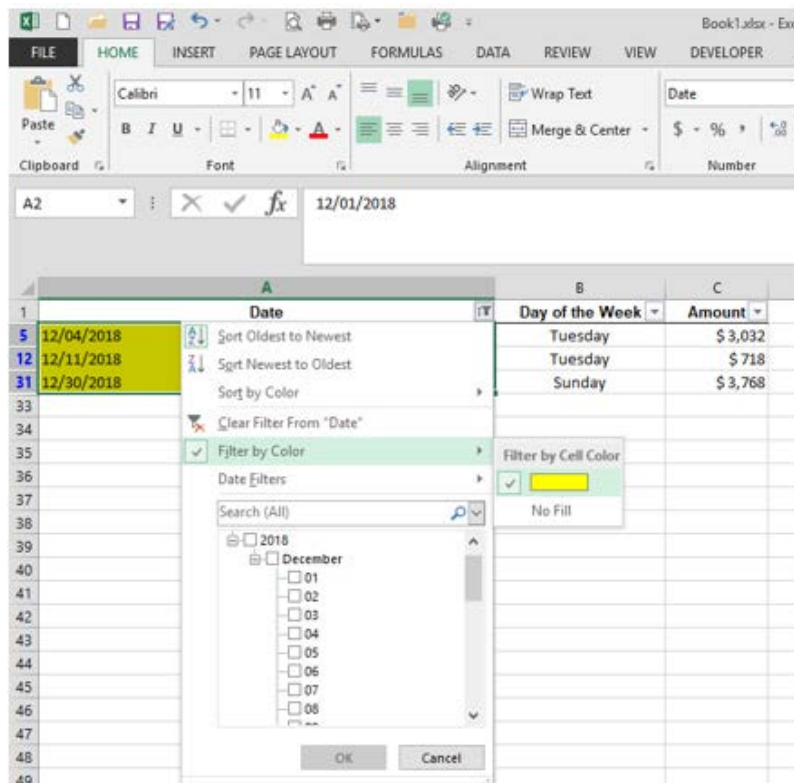 Book1.xlsx - Exc
FILE HOME INSERT PAGE LAYOUT FORMULAS DATA REVIEW VIEW DEVELOPER
Calibri 11 A A Wrap Text Date
Paste B I U A Merge & Center $ - % ,
Clipboard Font Alignment Number
A2 fx 12/01/2018
A B C
1 Date Day of the Week Amount
5 12/04/2018 Tuesday $ 3,032
12 12/11/2018 Tuesday $ 718
31 12/30/2018 Sunday $ 3,768
33
34
35
36
37
38
39
40
41
42
43
44
45
46
47
48
49
Sort Oldest to Newest
Sort Newest to Oldest
Sort by Color
Clear Filter From "Date"
Filter by Color
Date Filters
Search (All)
2018
December
01
02
03
04
05
06
07
08
OK Cancel
Filter by Cell Color
No Fill